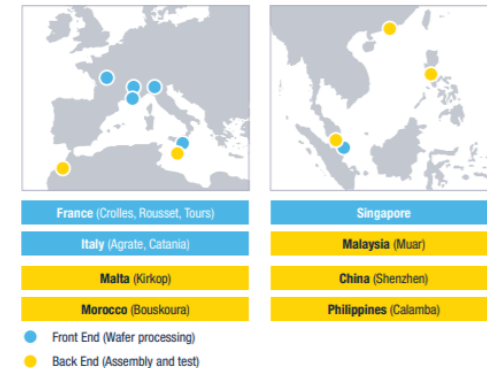 France (Crolles, Rousset, Tours)
Italy (Agrate, Catania)
Malta (Kirkop)
Morocco (Bouskoura)
Singapore
Malaysia (Muar)
China (Shenzhen)
Philippines (Calamba)
Front End (Wafer processing)
Back End (Assembly and test)